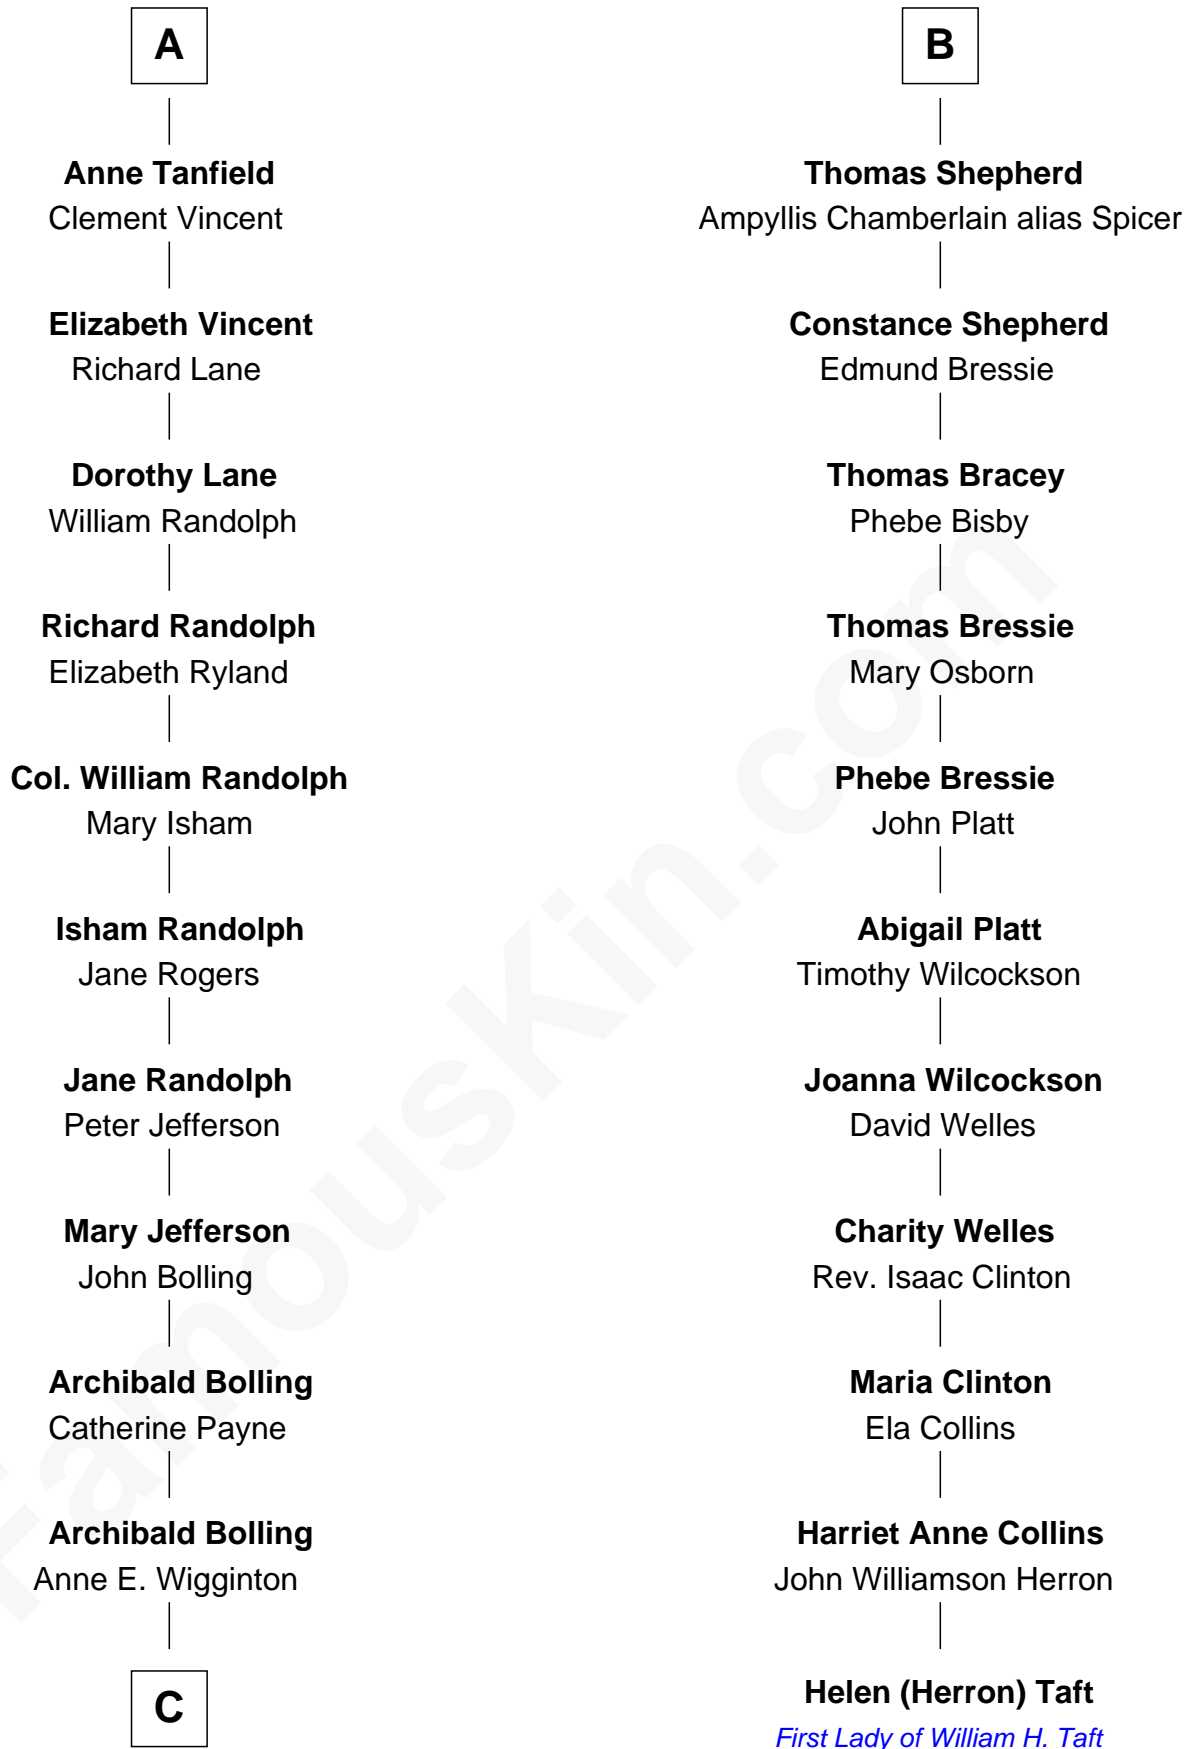 A
Anne Tanfield
Clement Vincent
Elizabeth Vincent
Richard Lane
Dorothy Lane
William Randolph
Richard Randolph
Elizabeth Ryland
Col. William Randolph
Mary Isham
Isham Randolph
Jane Rogers
Jane Randolph
Peter Jefferson
Mary Jefferson
John Bolling
Archibald Bolling
Catherine Payne
Archibald Bolling
Anne E. Wigginton
C
B
Thomas Shepherd
Ampyllis Chamberlain alias Spicer
Constance Shepherd
Edmund Bressie
Thomas Bracey
Phebe Bisby
Thomas Bressie
Mary Osborn
Phebe Bressie
John Platt
Abigail Platt
Timothy Wilcockson
Joanna Wilcockson
David Welles
Charity Welles
Rev. Isaac Clinton
Maria Clinton
Ela Collins
Harriet Anne Collins
John Williamson Herron
Helen (Herron) Taft
First Lady of William H. Taft
FamousKin.com